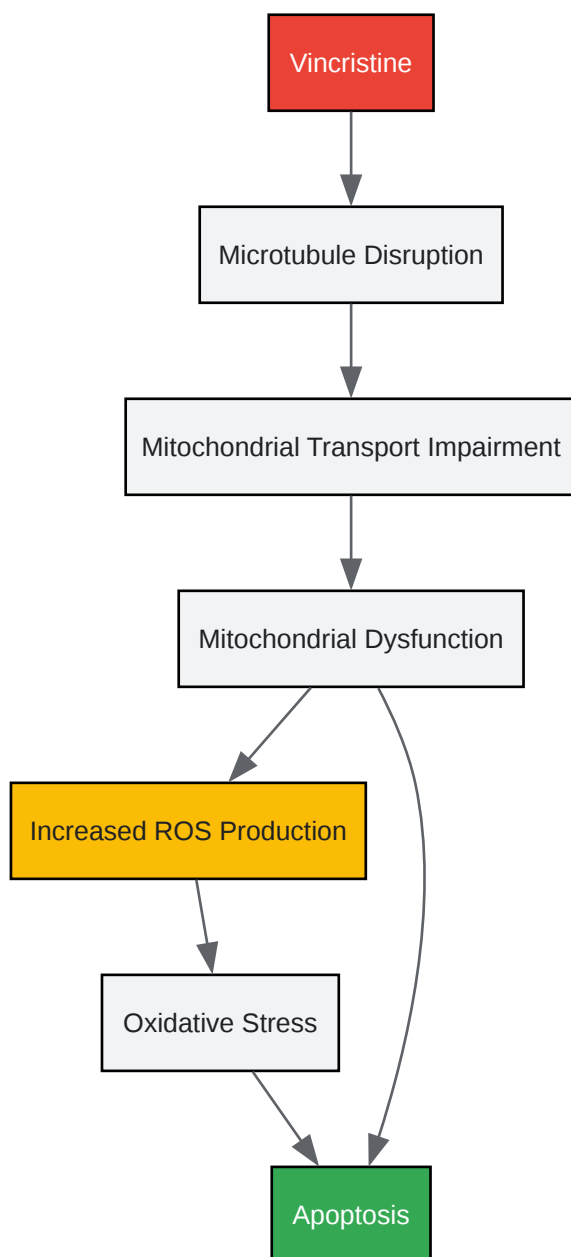 Vincristine
Microtubule Disruption
Mitochondrial Transport Impairment
Mitochondrial Dysfunction
Increased ROS Production
Oxidative Stress
Apoptosis